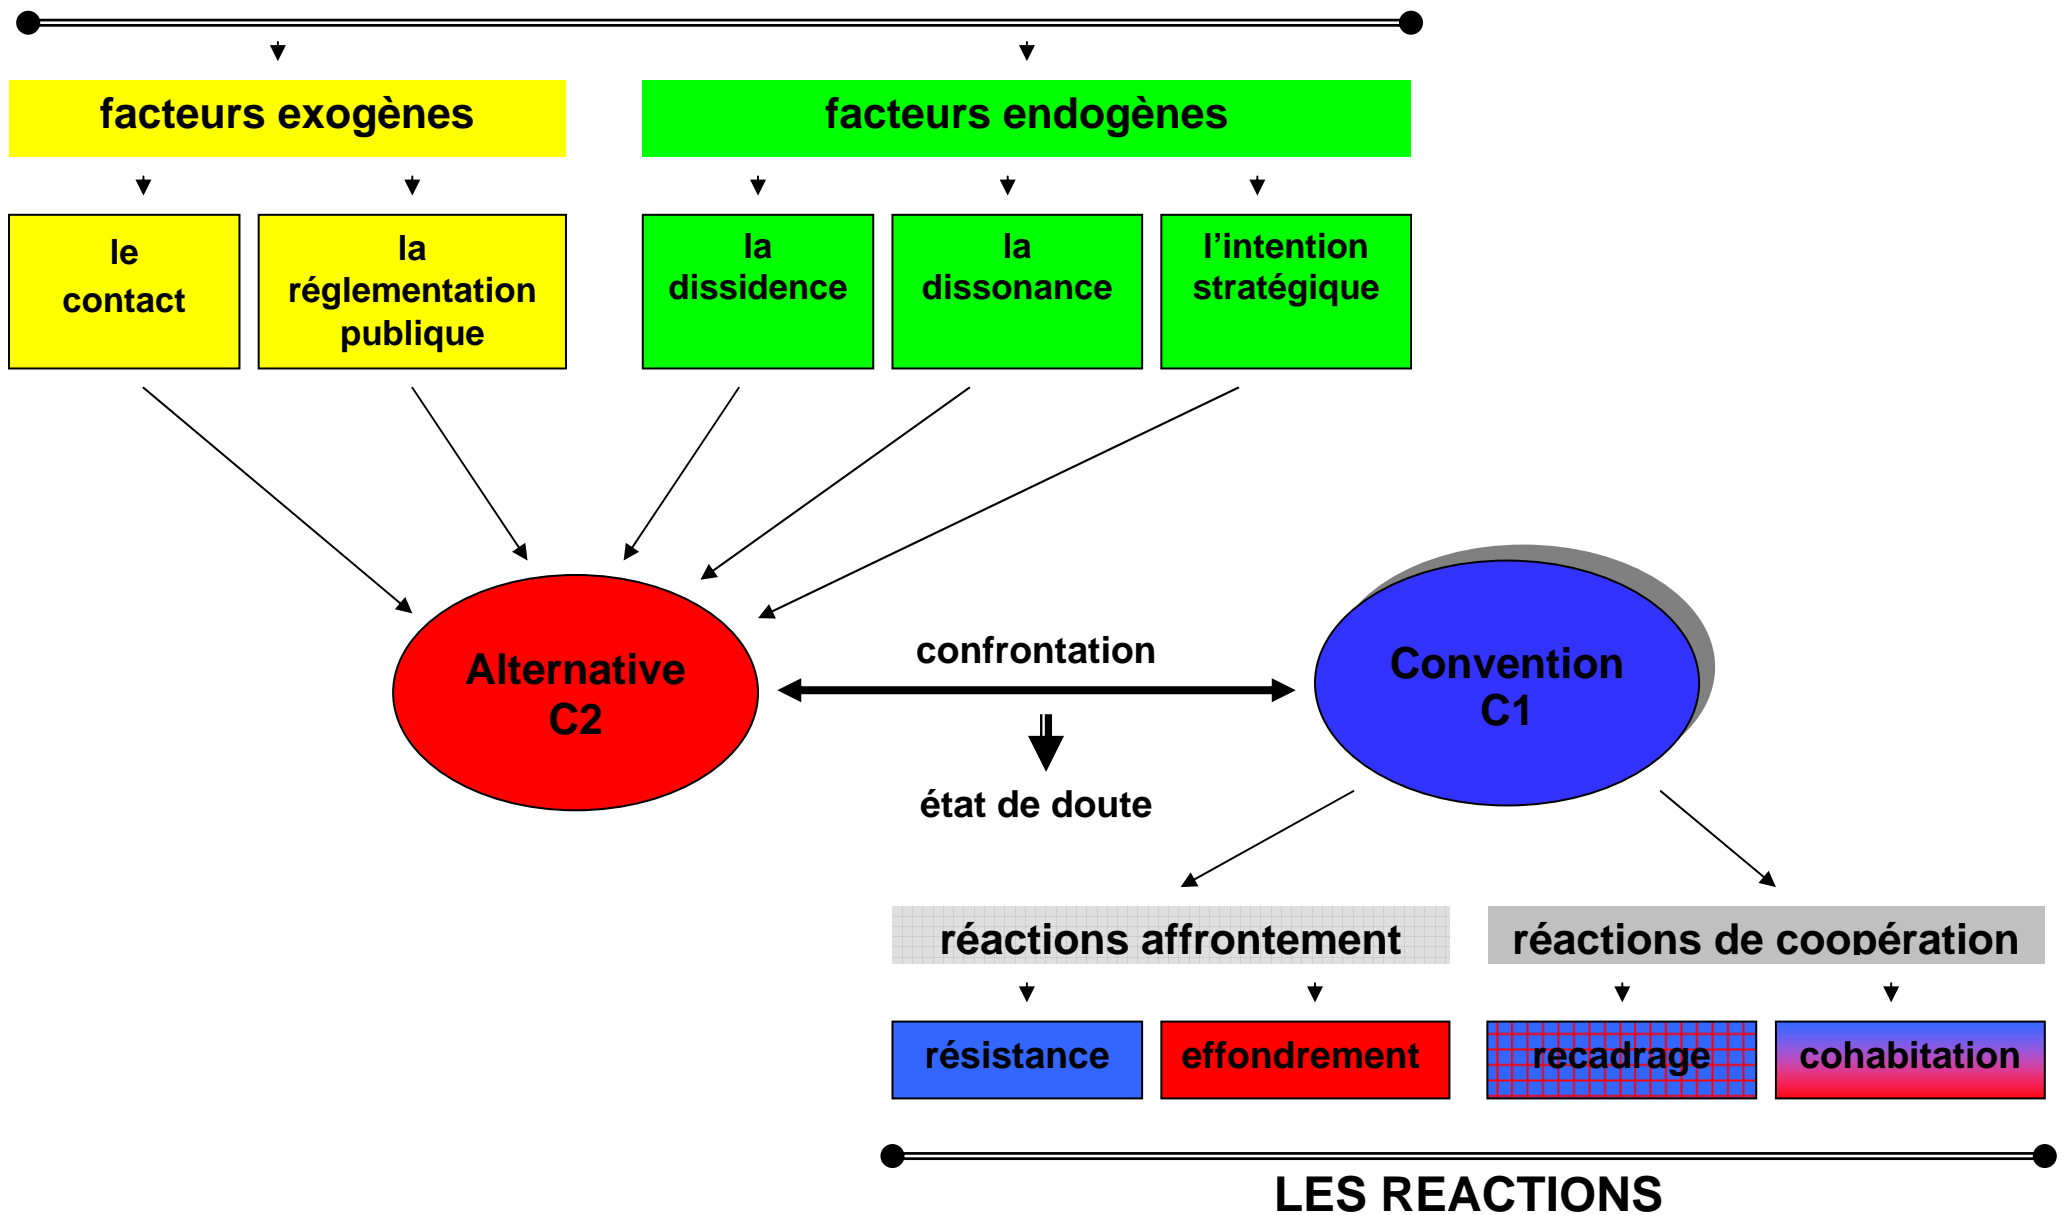 facteurs exogènes
facteurs endogènes
le
contact
la
réglementation
publique
la
dissidence
la
dissonance
l’intention
stratégique
confrontation
Alternative
C2
Convention
C1
état de doute
réactions affrontement
réactions de coopération
résistance
effondrement
recadrage
cohabitation
LES REACTIONS